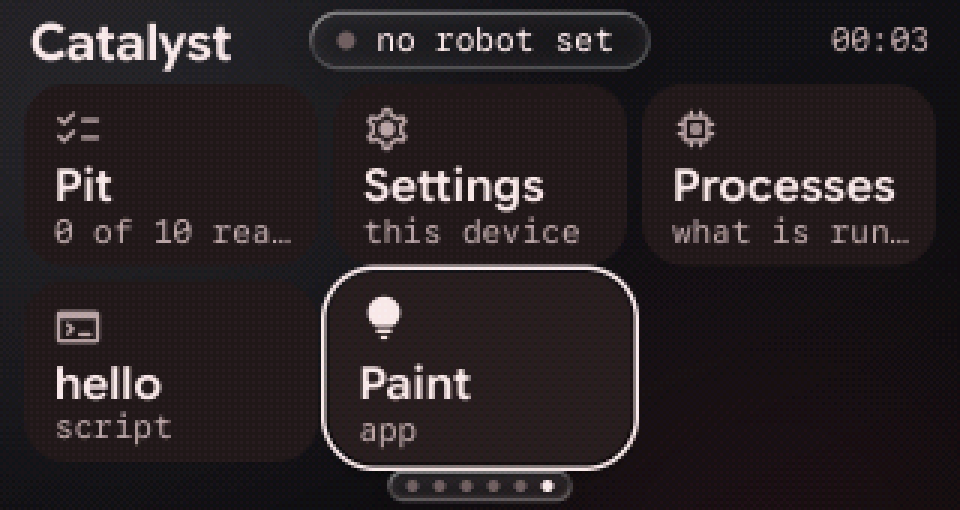 Catalyst
no robot set
00:03
Pit
0 of 10 rea…
Settings
this device
Processes
what is run…
hello
script
Paint
app